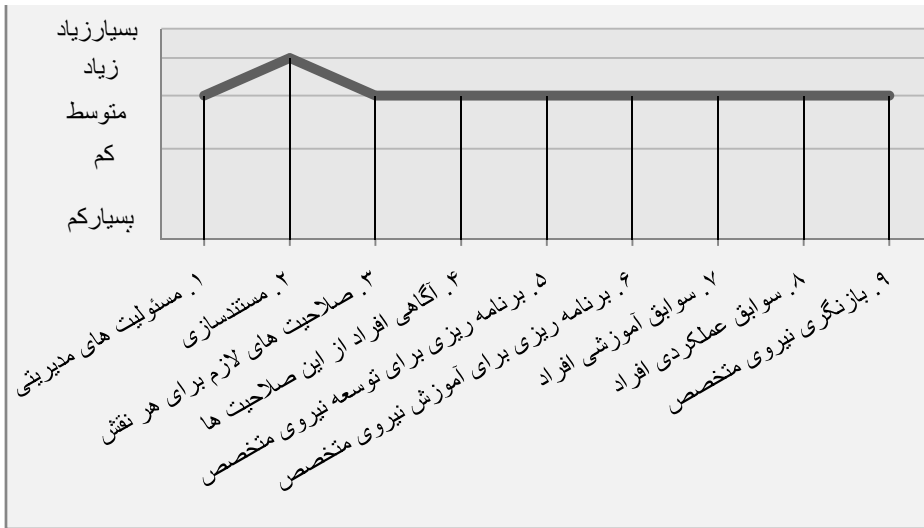 بسیارزیاد
زیاد
متوسط
کم
بسیارکم
۱. مسئولیت های مدیریتی
۲. مستندسازی
۳. صلاحیت های لازم برای هر نقش
۴. آگاهی افراد از این صلاحیت ها
۵. برنامه ریزی برای توسعه نیروی متخصص
۶. برنامه ریزی برای آموزش نیروی متخصص
۷. سوابق آموزشی افراد
۸. سوابق عملکردی افراد
۹. بازنگری نیروی متخصص